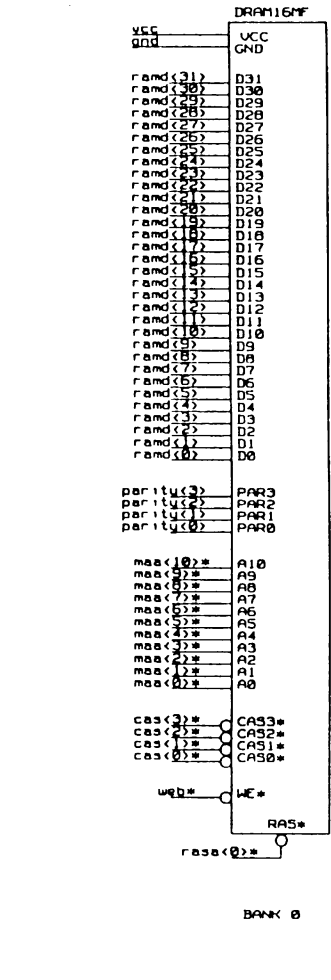 DRAM16MF
vcc VCC
gnd GND
ramd<31> D31
ramd<30> D30
ramd<29> D29
ramd<28> D28
ramd<27> D27
ramd<26> D26
ramd<25> D25
ramd<24> D24
ramd<23> D23
ramd<22> D22
ramd<21> D21
ramd<20> D20
ramd<19> D19
ramd<18> D18
ramd<17> D17
ramd<16> D16
ramd<15> D15
ramd<14> D14
ramd<13> D13
ramd<12> D12
ramd<11> D11
ramd<10> D10
ramd<9> D9
ramd<8> D8
ramd<7> D7
ramd<6> D6
ramd<5> D5
ramd<4> D4
ramd<3> D3
ramd<2> D2
ramd<1> D1
ramd<0> D0
parity<3> PAR3
parity<2> PAR2
parity<1> PAR1
parity<0> PAR0
maa<10>* A10
maa<9>* A9
maa<8>* A8
maa<7>* A7
maa<6>* A6
maa<5>* A5
maa<4>* A4
maa<3>* A3
maa<2>* A2
maa<1>* A1
maa<0>* A0
cas<3>* CAS3*
cas<2>* CAS2*
cas<1>* CAS1*
cas<0>* CAS0*
web* WE*
RAS*
rasa<0>*
BANK 0